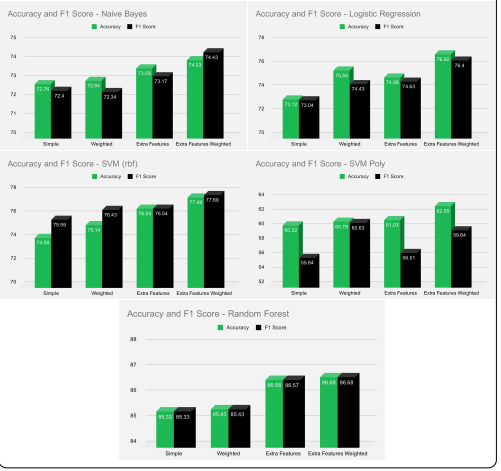 Accuracy and F1 Score - Naive Bayes
Accuracy F1 Score
75
74
73
72
71
70
72.76 72.4 72.94 72.34 73.59 73.17 74.03 74.43
Simple Weighted Extra Features Extra Features Weighted
Accuracy and F1 Score - Logistic Regression
Accuracy F1 Score
78
76
74
72
70
73.12 73.04 75.55 74.43 74.98 74.63 76.92 76.4
Simple Weighted Extra Features Extra Features Weighted
Accuracy and F1 Score - SVM (rbf)
Accuracy F1 Score
78
76
74
72
70
74.08 75.59 75.14 76.43 76.54 76.54 77.49 77.69
Simple Weighted Extra Features Extra Features Weighted
Accuracy and F1 Score - SVM Poly
Accuracy F1 Score
64
62
60
58
56
54
52
60.32 55.84 60.79 60.63 61.03 56.51 62.95 59.64
Simple Weighted Extra Features Extra Features Weighted
Accuracy and F1 Score - Random Forest
Accuracy F1 Score
88
87
86
85
84
85.33 85.33 85.43 85.43 86.58 86.57 86.68 86.68
Simple Weighted Extra Features Extra Features Weighted